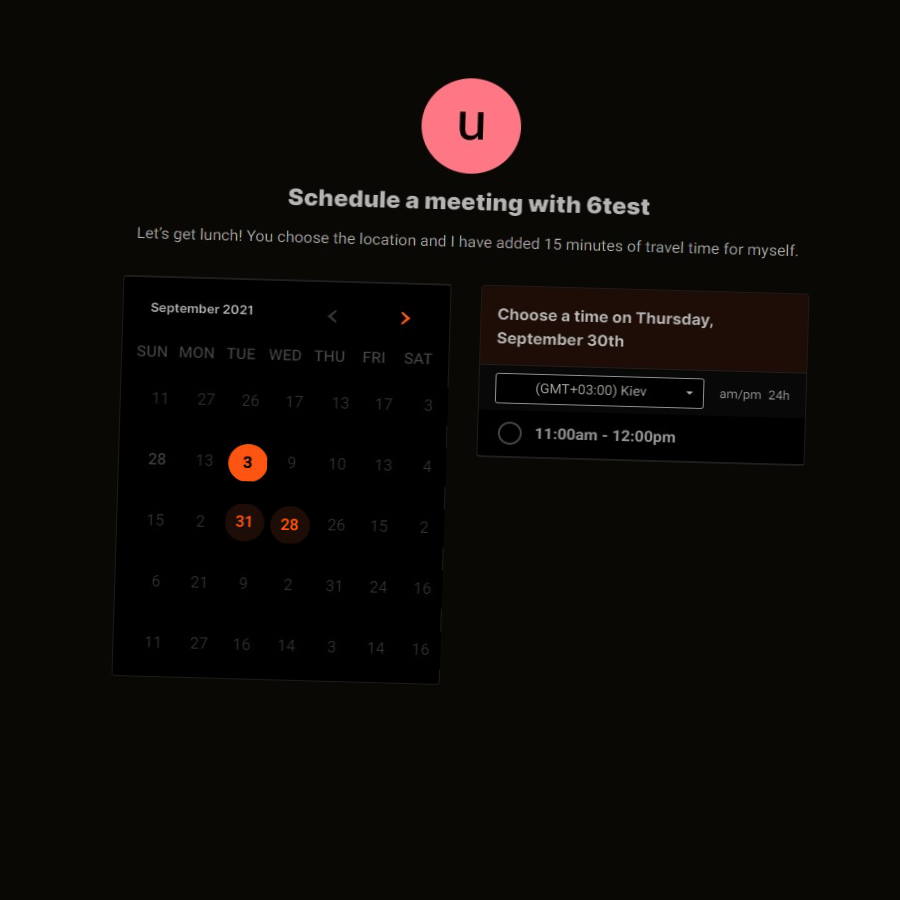 u
Schedule a meeting with 6test
Let's get lunch! You choose the location and I have added 15 minutes of travel time for myself.
September 2021
SUN MON TUE WED THU FRI SAT
11 27 26 17 13 17 3
28 13 3 9 10 13 4
15 2 31 28 26 15 2
6 21 9 2 31 24 16
11 27 16 14 3 14 16
Choose a time on Thursday,
September 30th
(GMT+03:00) Kiev am/pm 24h
11:00am - 12:00pm